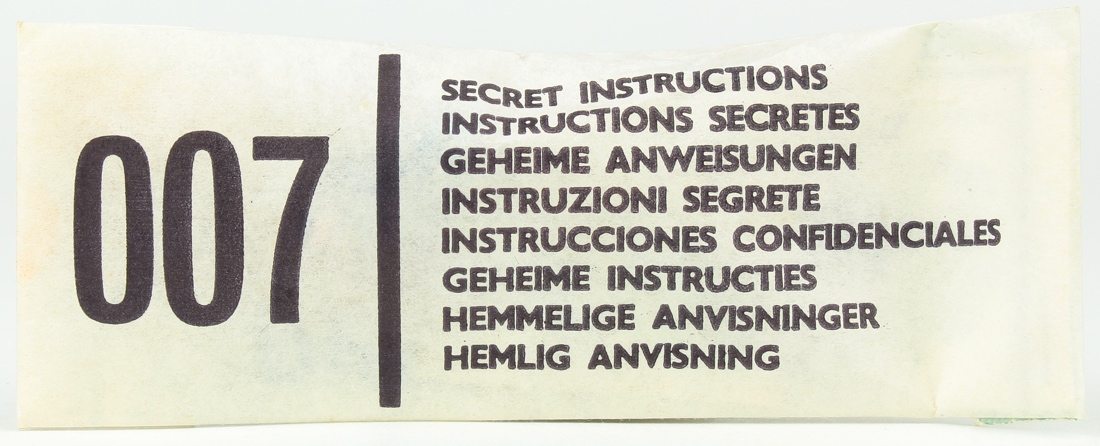 007
SECRET INSTRUCTIONS
INSTRUCTIONS SECRETES
GEHEIME ANWEISUNGEN
INSTRUZIONI SEGRETE
INSTRUCCIONES CONFIDENCIALES
GEHEIME INSTRUCTIES
HEMMELIGE ANVISNINGER
HEMLIG ANVISNING